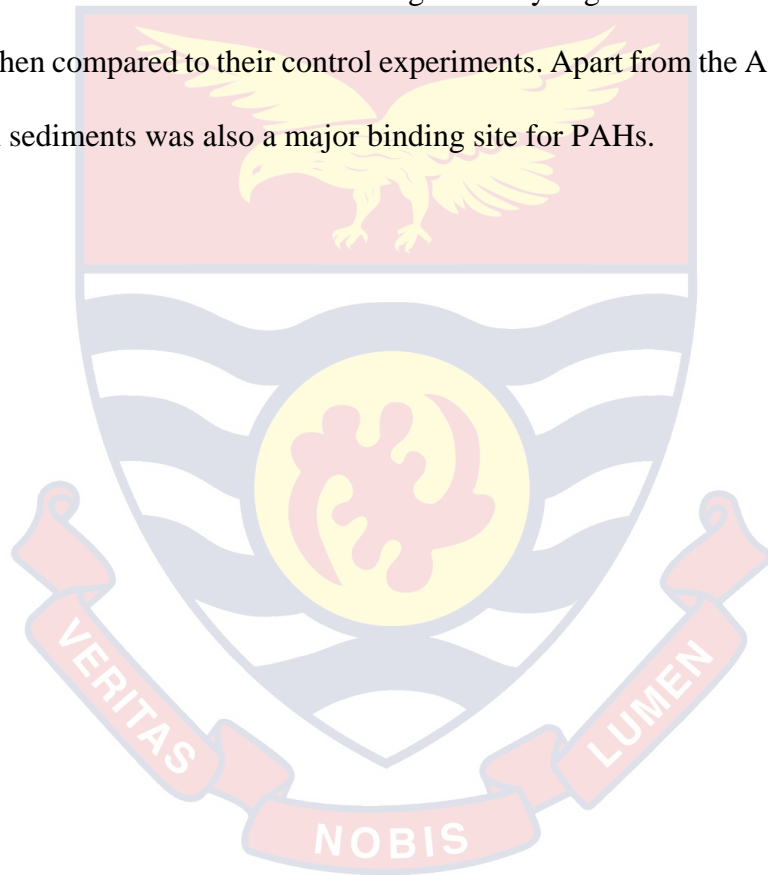 hen compared to their control experiments. Apart from the A
sediments was also a major binding site for PAHs.
VERITAS
NOBIS
LUMEN